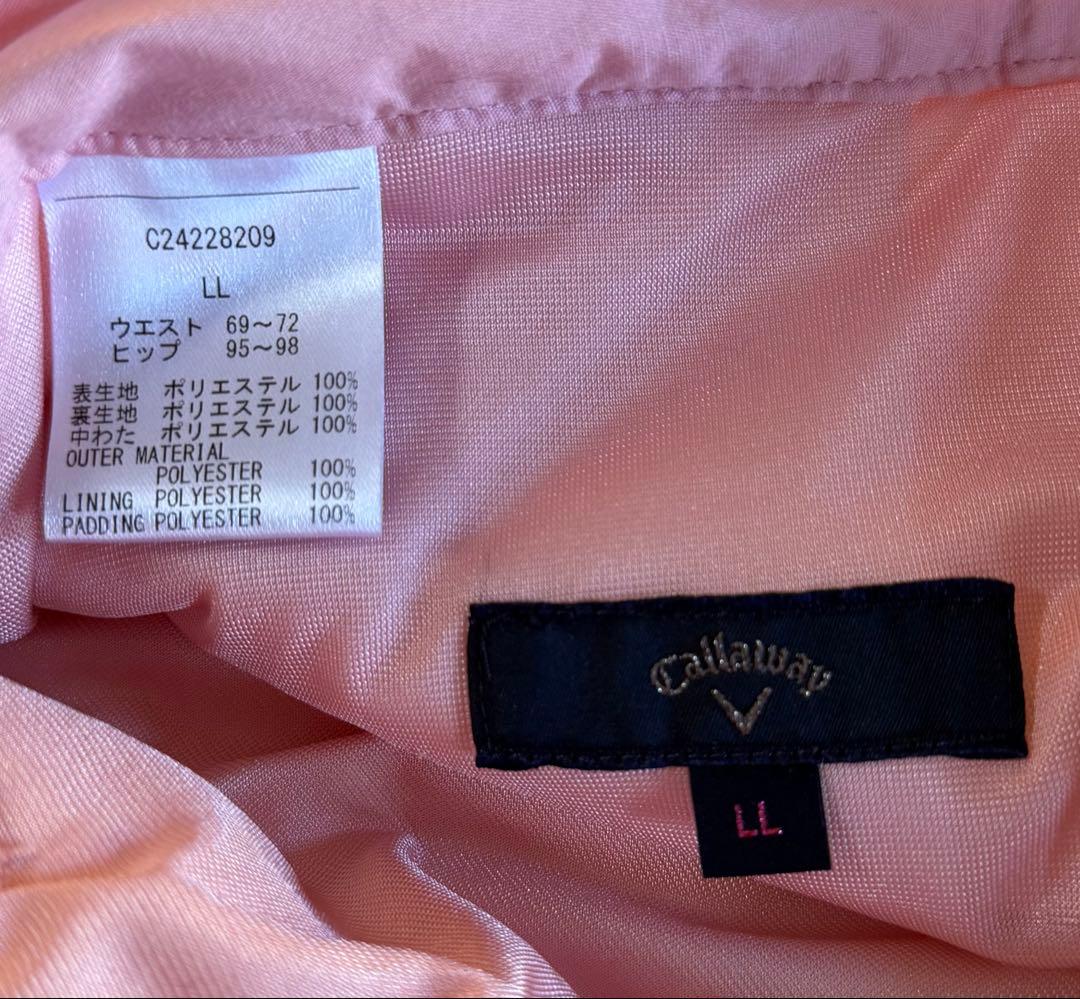 C24228209
LL
ウエスト 69～72
ヒップ 95～98
表生地 ポリエステル 100%
裏生地 ポリエステル 100%
中わた ポリエステル 100%
OUTER MATERIAL
POLYESTER 100%
LINING POLYESTER 100%
PADDING POLYESTER 100%
Callaway
LL